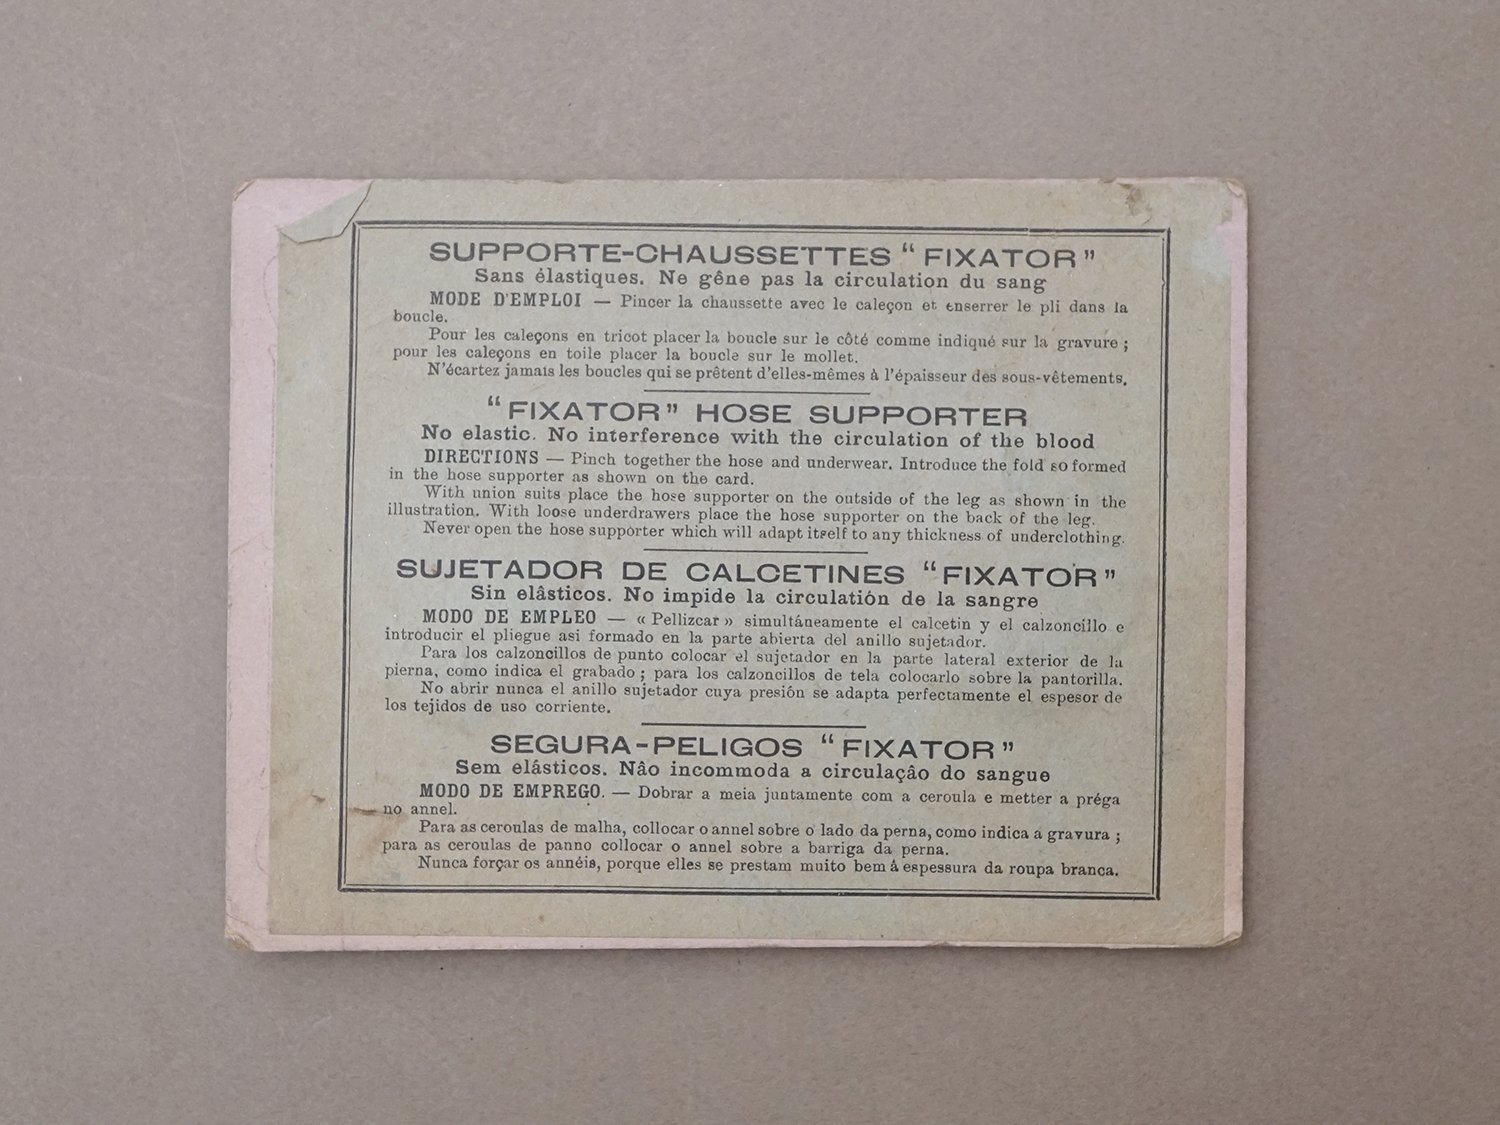 SUPPORTE-CHAUSSETTES “ FIXATOR ”
Sans élastiques. Ne gêne pas la circulation du sang
MODE D'EMPLOI — Pincer la chaussette avec le caleçon et enserrer le pli dans la
boucle.
Pour les caleçons en tricot placer la boucle sur le côté comme indiqué sur la gravure ;
pour les caleçons en toile placer la boucle sur le mollet.
N'écartez jamais les boucles qui se prêtent d'elles-mêmes à l'épaisseur des sous-vêtements.
“ FIXATOR ” HOSE SUPPORTER
No elastic. No interference with the circulation of the blood
DIRECTIONS — Pinch together the hose and underwear. Introduce the fold so formed
in the hose supporter as shown on the card.
With union suits place the hose supporter on the outside of the leg as shown in the
illustration. With loose underdrawers place the hose supporter on the back of the leg.
Never open the hose supporter which will adapt itself to any thickness of underclothing.
SUJETADOR DE CALCETINES “ FIXATOR ”
Sin elâsticos. No impide la circulatión de la sangre
MODO DE EMPLEO — « Pellizcar » simultáneamente el calcetin y el calzoncillo e
introducir el pliegue asi formado en la parte abierta del anillo sujetador.
Para los calzoncillos de punto colocar el sujetador en la parte lateral exterior de la
pierna, como indica el grabado ; para los calzoncillos de tela colocarlo sobre la pantorilla.
No abrir nunca el anillo sujetador cuya presión se adapta perfectamente el espesor de
los tejidos de uso corriente.
SEGURA-PELIGOS “ FIXATOR ”
Sem elâsticos. Nâo incommoda a circulaçâo do sangue
MODO DE EMPREGO. — Dobrar a meia juntamente com a ceroula e metter a préga
no annel.
Para as ceroulas de malha, collocar o annel sobre o lado da perna, como indica a gravura ;
para as ceroulas de panno collocar o annel sobre a barriga da perna.
Nunca forçar os annéis, porque elles se prestam muito bem á espessura da roupa branca.